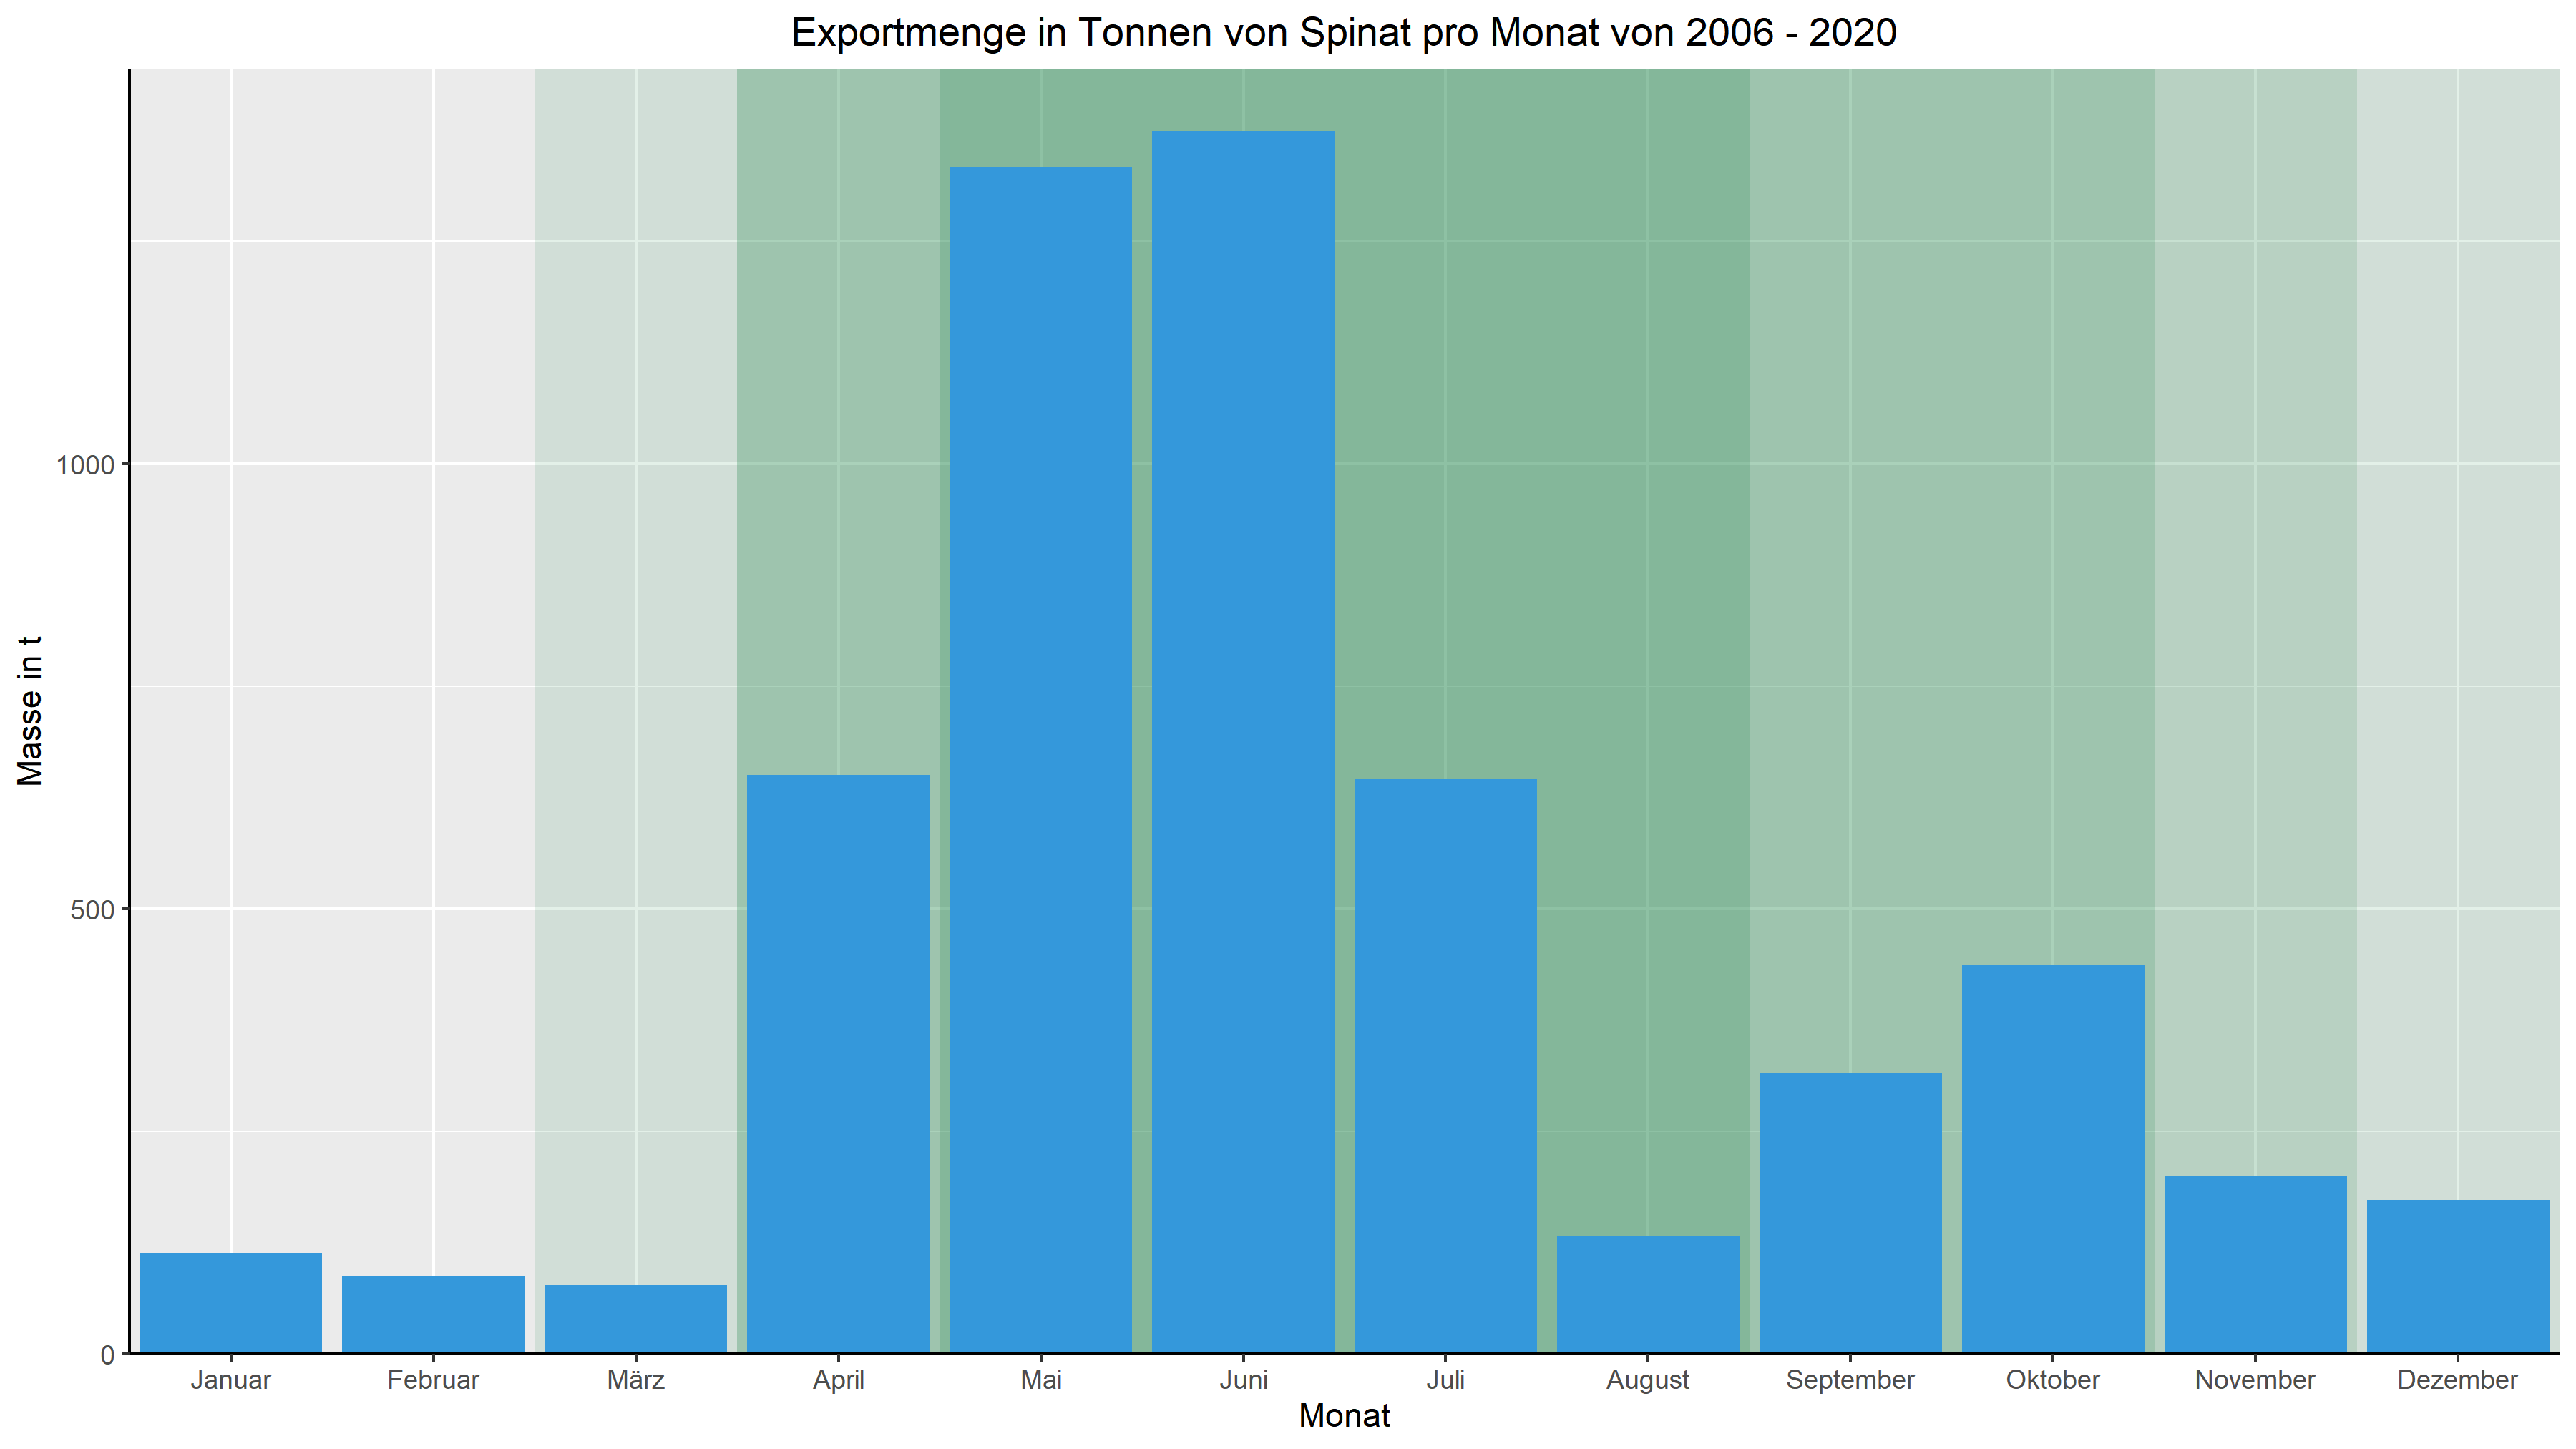 Exportmenge in Tonnen von Spinat pro Monat von 2006 - 2020
Masse in t
1000
500
0
Januar Februar März April Mai Juni Juli August September Oktober November Dezember
Monat